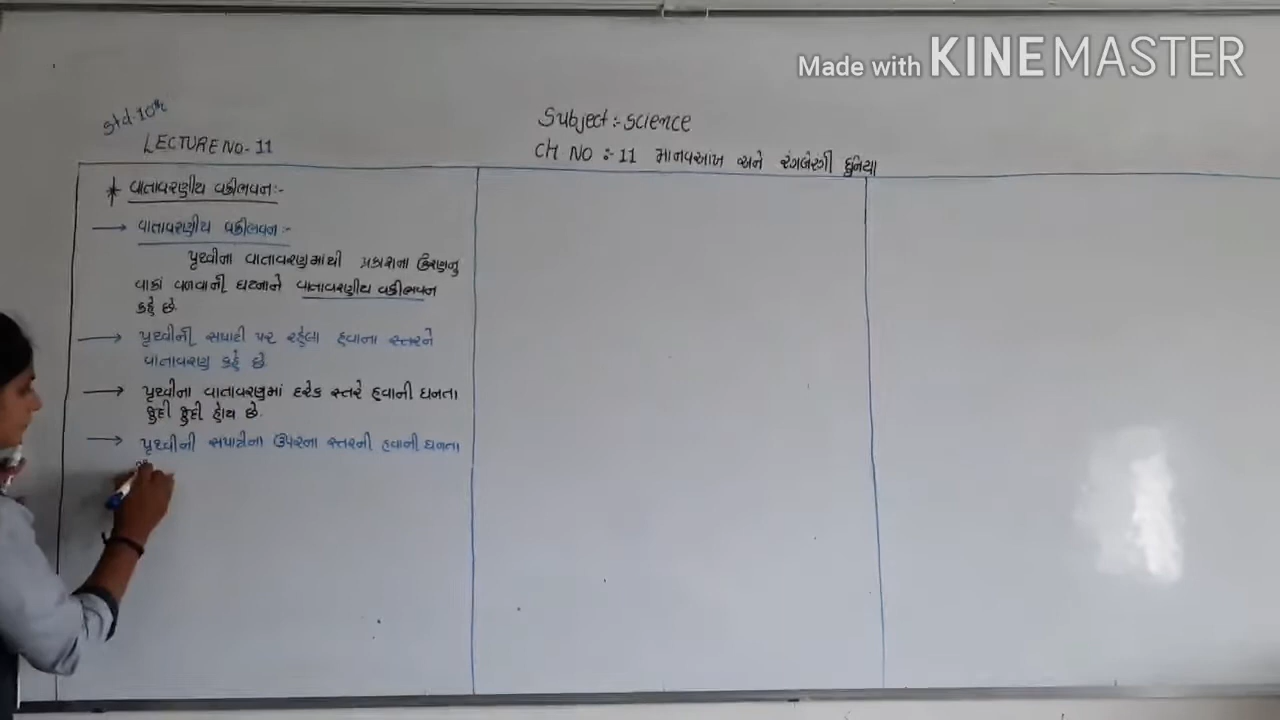 Made with KINEMASTER
Std-10th
LECTURE NO - 11
Subject :- Science
CH NO :- 11 માનવઆંખ અને રંગબેરંગી દુનિયા
* વાતાવરણીય વક્રીભવન :-
→ વાતાવરણીય વક્રીભવન :-
પૃથ્વીના વાતાવરણમાંથી પ્રકાશના કિરણનુ
વાકાં વળવાની ઘટનાને વાતાવરણીય વક્રીભવન
કહે છે.
→ પૃથ્વીની સપાટી પર રહેલા હવાના સ્તરને
વાતાવરણ કહે છે.
→ પૃથ્વીના વાતાવરણમાં દરેક સ્તરે હવાની ઘનતા
જુદી જુદી હોય છે.
→ પૃથ્વીની સપાટીના ઉપરના સ્તરની હવાની ઘનતા